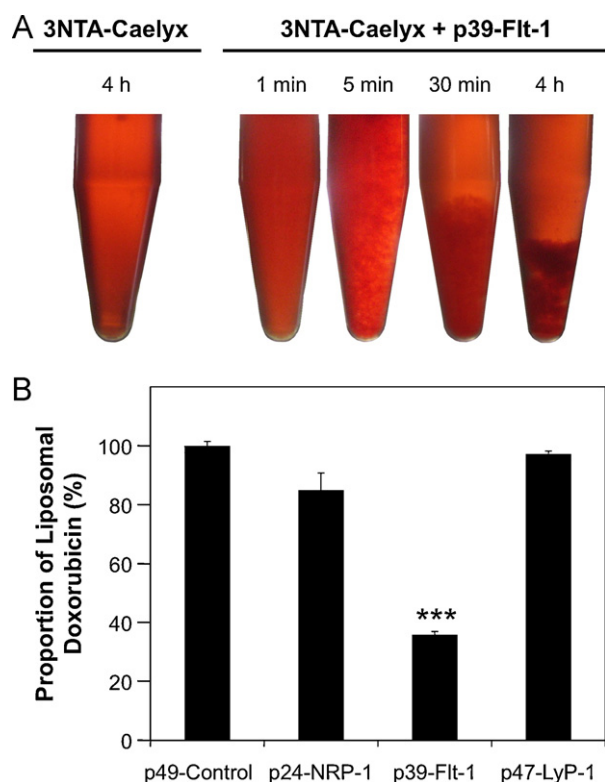 A
3NTA-Caelyx
3NTA-Caelyx + p39-Flt-1
4 h
1 min
5 min
30 min
4 h
B
Proportion of Liposomal
Doxorubicin (%)
100
80
60
40
20
0
***
p49-Control
p24-NRP-1
p39-Flt-1
p47-LyP-1